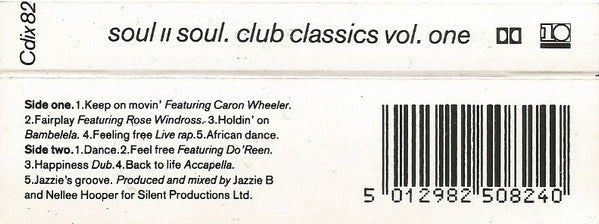 Cdix 82
soul II soul. club classics vol. one
10
Side one. 1.Keep on movin' Featuring Caron Wheeler.
2.Fairplay Featuring Rose Windross. 3.Holdin' on
Bambelela. 4.Feeling free Live rap. 5.African dance.
Side two. 1.Dance. 2.Feel free Featuring Do'Reen.
3.Happiness Dub. 4.Back to life Accapella.
5.Jazzie's groove. Produced and mixed by Jazzie B
and Nellee Hooper for Silent Productions Ltd.
5 012982 508240